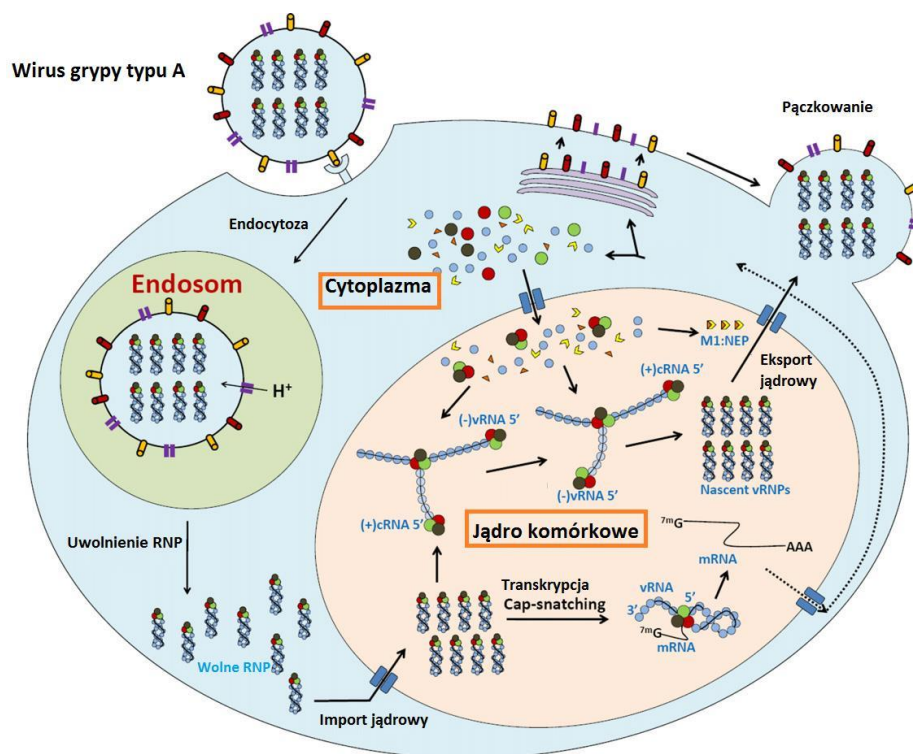 Wirus grypy typu A
Pączkowanie
Endocytoza
Endosom
Cytoplazma
H⁺
M1:NEP
Eksport
jądrowy
(+)cRNA 5'
(-)vRNA 5'
(-)vRNA 5'
Nascent vRNPs
(+)cRNA 5'
Jądro komórkowe
Uwolnienie RNP
⁷ᵐG
AAA
mRNA
Transkrypcja
Cap-snatching
vRNA
3'
5'
⁷ᵐG
mRNA
Wolne RNP
Import jądrowy